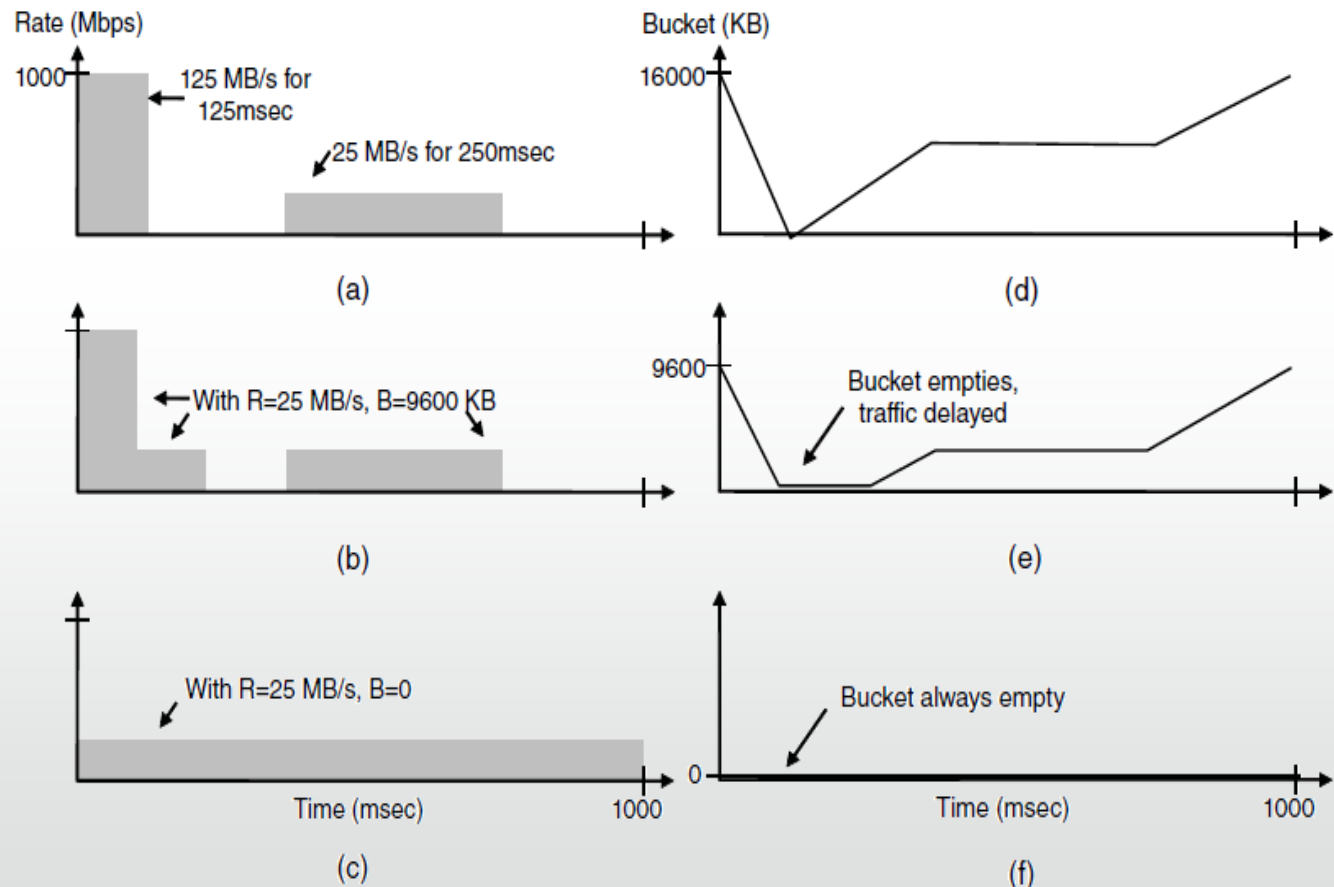 Rate (Mbps)
1000
125 MB/s for
125msec
25 MB/s for 250msec
(a)
Bucket (KB)
16000
(d)
With R=25 MB/s, B=9600 KB
(b)
9600
Bucket empties,
traffic delayed
(e)
With R=25 MB/s, B=0
Time (msec)
1000
(c)
Bucket always empty
0
Time (msec)
1000
(f)